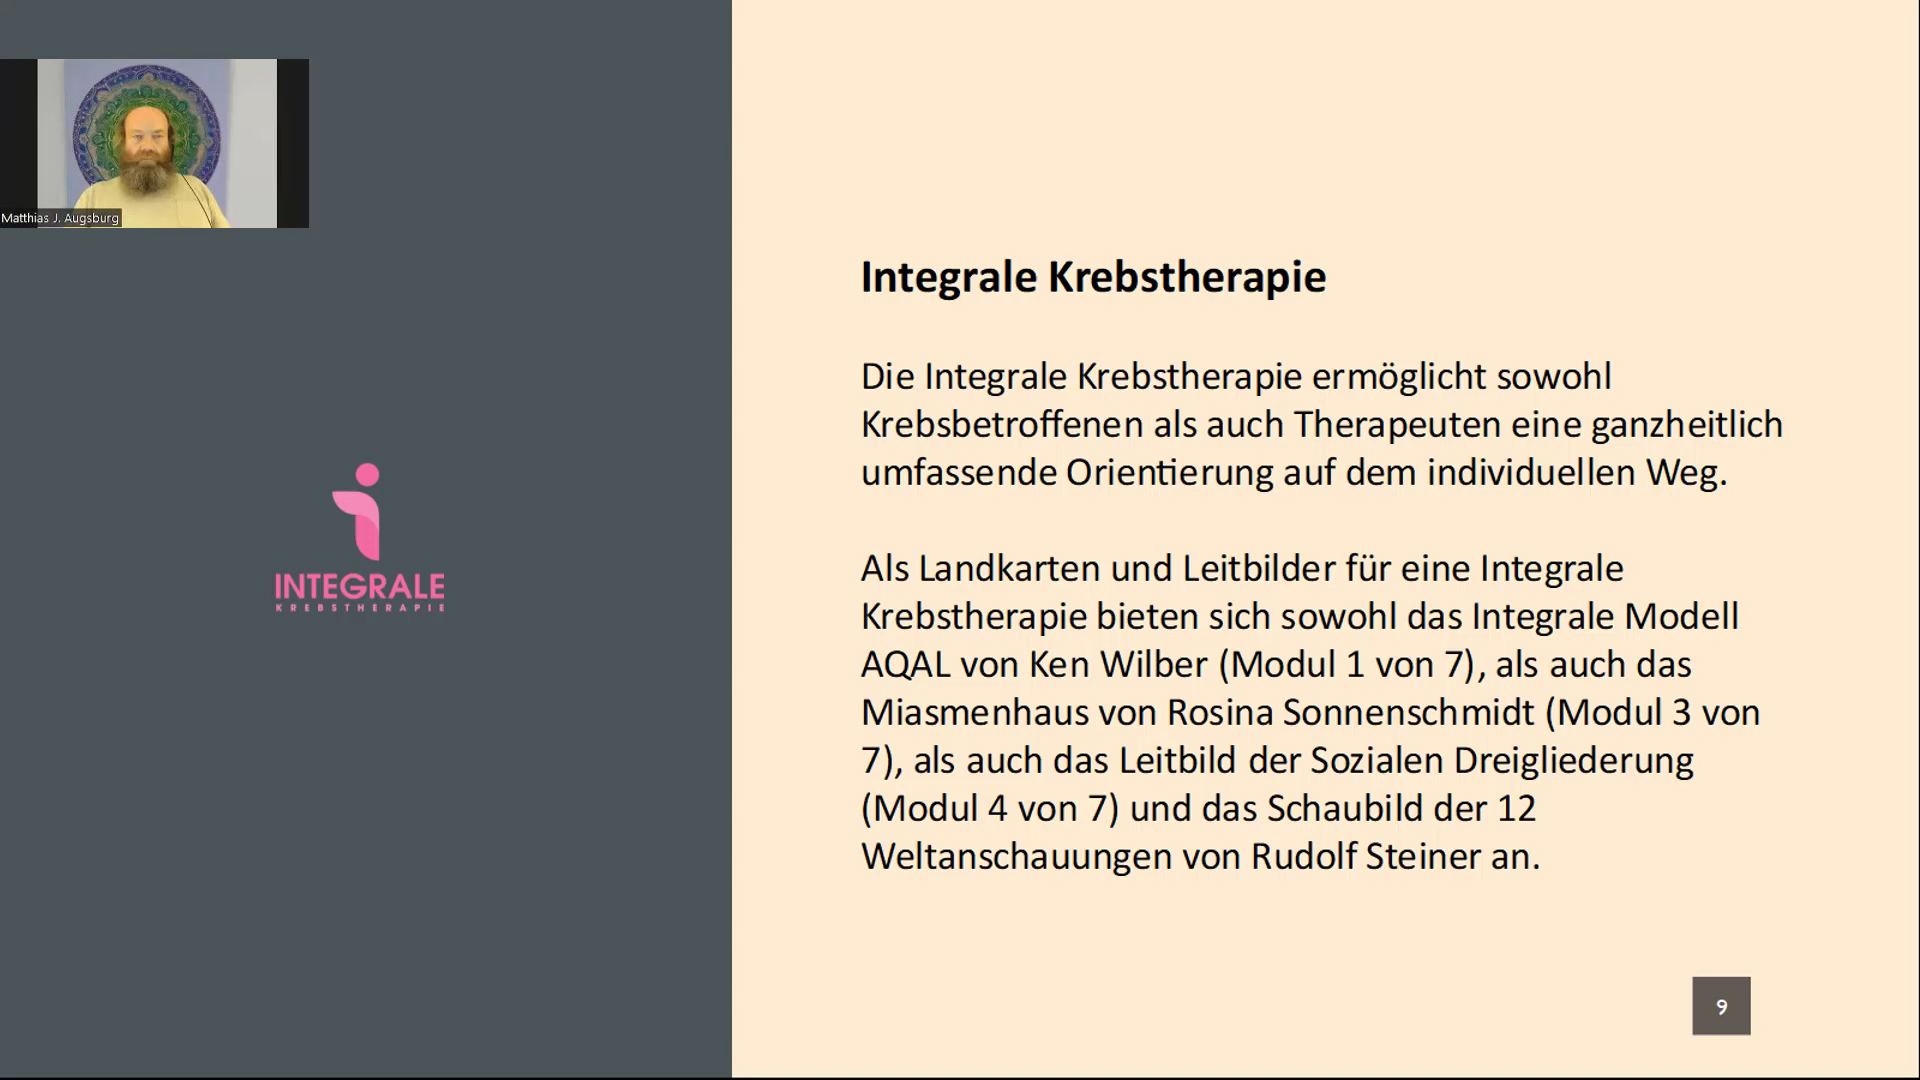 Matthias J. Augsburg
INTEGRALE
KREBSTHERAPIE
Integrale Krebstherapie
Die Integrale Krebstherapie ermöglicht sowohl
Krebsbetroffenen als auch Therapeuten eine ganzheitlich
umfassende Orientierung auf dem individuellen Weg.
Als Landkarten und Leitbilder für eine Integrale
Krebstherapie bieten sich sowohl das Integrale Modell
AQAL von Ken Wilber (Modul 1 von 7), als auch das
Miasmenhaus von Rosina Sonnenschmidt (Modul 3 von
7), als auch das Leitbild der Sozialen Dreigliederung
(Modul 4 von 7) und das Schaubild der 12
Weltanschauungen von Rudolf Steiner an.
9